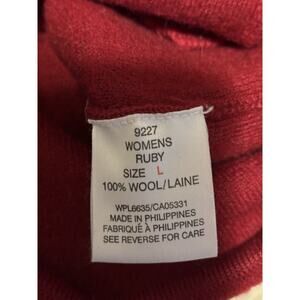 9227
WOMENS
RUBY
SIZE L
100% WOOL/LAINE
WPL6635/CA05331
MADE IN PHILIPPINES
FABRIQUÉ À PHILIPPINES
SEE REVERSE FOR CARE